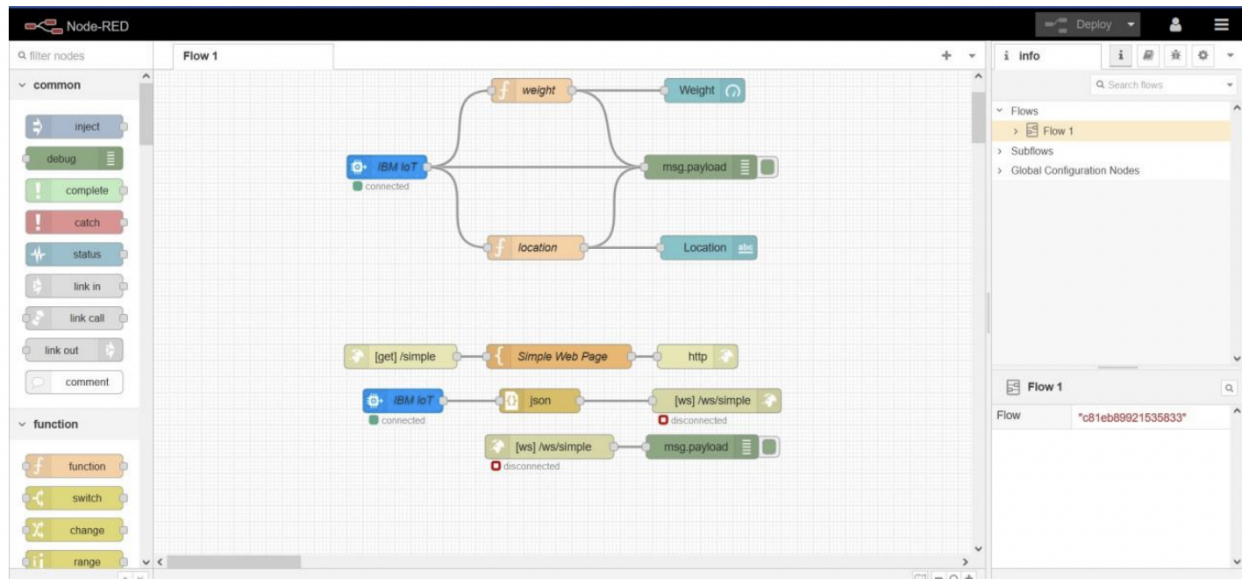 Node-RED
Deploy
filter nodes
common
inject
debug
complete
catch
status
link in
link call
link out
comment
function
function
switch
change
range
Flow 1
weight
Weight
IBM IoT
connected
msg.payload
location
Location abc
[get] /simple
Simple Web Page
http
IBM IoT
connected
json
[ws] /ws/simple
disconnected
[ws] /ws/simple
disconnected
msg.payload
i info
i
Search flows
Flows
Flow 1
Subflows
Global Configuration Nodes
Flow 1
Flow "c81eb89921535833"